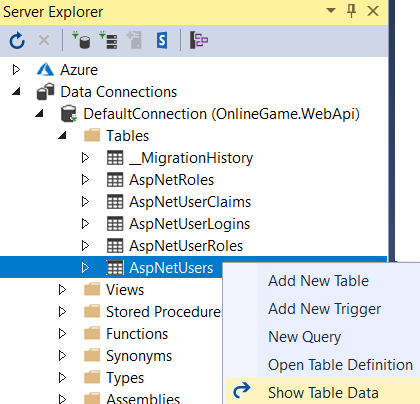 Server Explorer
Azure
Data Connections
DefaultConnection (OnlineGame.WebApi)
Tables
__MigrationHistory
AspNetRoles
AspNetUserClaims
AspNetUserLogins
AspNetUserRoles
AspNetUsers
Views
Stored Procedures
Functions
Synonyms
Types
Assemblies
Add New Table
Add New Trigger
New Query
Open Table Definition
Show Table Data